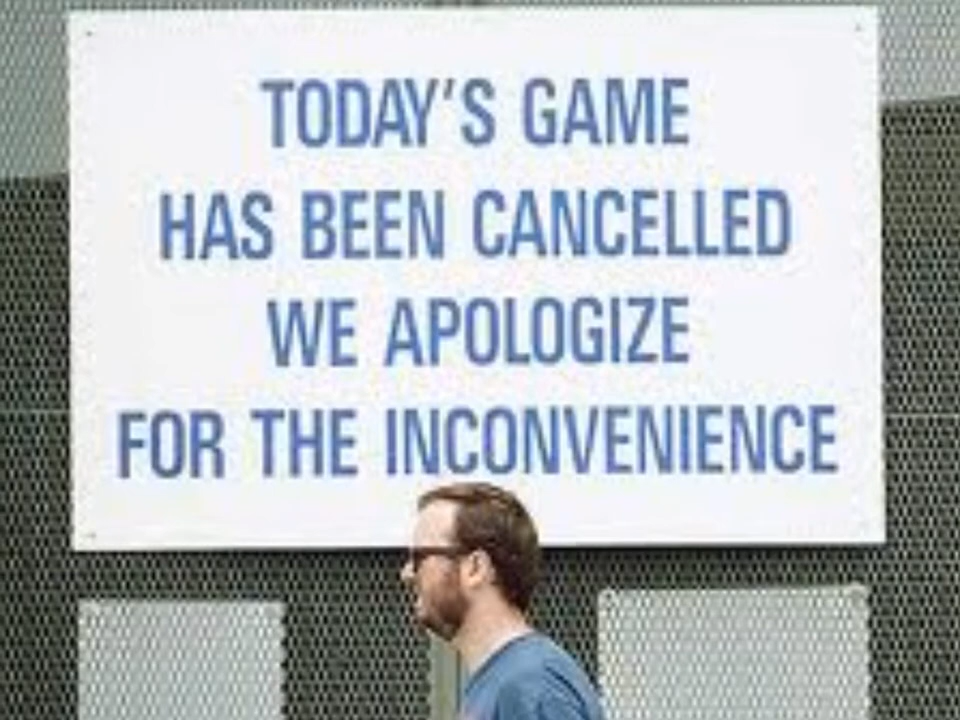 TODAY'S GAME
HAS BEEN CANCELLED
WE APOLOGIZE
FOR THE INCONVENIENCE